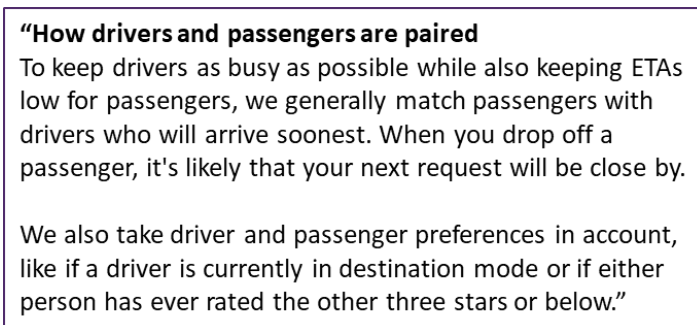 “How drivers and passengers are paired
To keep drivers as busy as possible while also keeping ETAs
low for passengers, we generally match passengers with
drivers who will arrive soonest. When you drop off a
passenger, it's likely that your next request will be close by.
We also take driver and passenger preferences in account,
like if a driver is currently in destination mode or if either
person has ever rated the other three stars or below.”